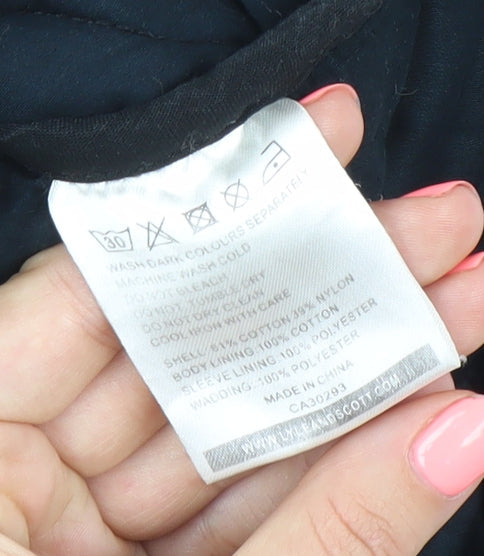 30
WASH DARK COLOURS SEPARATELY
MACHINE WASH COLD
DO NOT BLEACH
DO NOT TUMBLE DRY
DO NOT DRY CLEAN
COOL IRON WITH CARE
SHELL: 61% COTTON 39% NYLON
BODY LINING: 100% COTTON
SLEEVE LINING 100% POLYESTER
WADDING: 100% POLYESTER
MADE IN CHINA
CA30293
WWW.LYLEANDSCOTT.COM